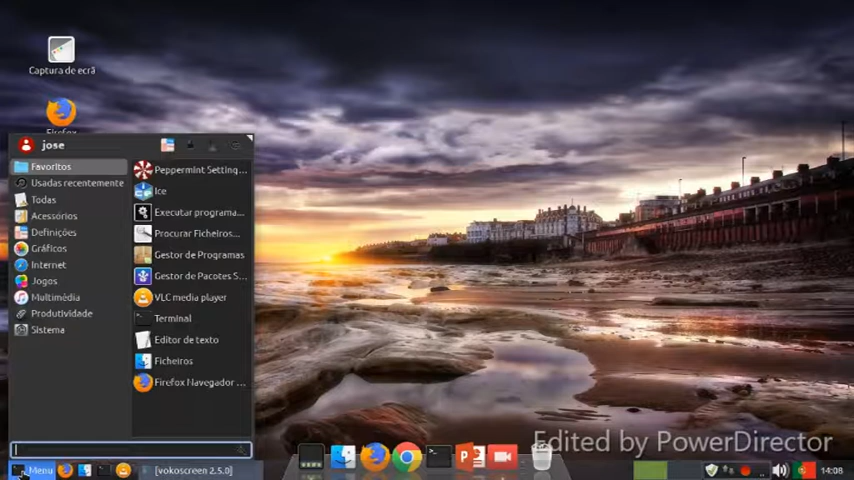 Captura de ecrã
Firefox
jose
Favoritos
Usadas recentemente
Todas
Acessórios
Definições
Gráficos
Internet
Jogos
Multimédia
Produtividade
Sistema
Peppermint Setting...
Ice
Executar programa...
Procurar Ficheiros...
Gestor de Programas
Gestor de Pacotes S...
VLC media player
Terminal
Editor de texto
Ficheiros
Firefox Navegador ...
Edited by PowerDirector
Menu
[vokoscreen 2.5.0]
14:08